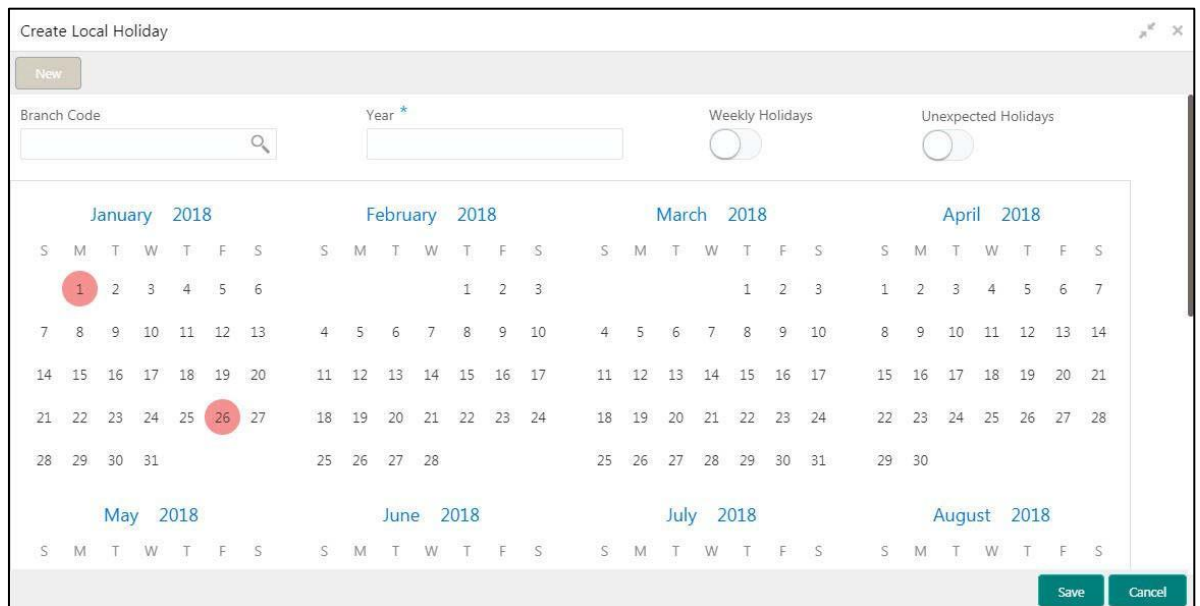 Create Local Holiday
New
Branch Code Year * Weekly Holidays Unexpected Holidays
January 2018 February 2018 March 2018 April 2018
S M T W T F S S M T W T F S S M T W T F S S M T W T F S
1 2 3 4 5 6 1 2 3 1 2 3 1 2 3 4 5 6 7
7 8 9 10 11 12 13 4 5 6 7 8 9 10 4 5 6 7 8 9 10 8 9 10 11 12 13 14
14 15 16 17 18 19 20 11 12 13 14 15 16 17 11 12 13 14 15 16 17 15 16 17 18 19 20 21
21 22 23 24 25 26 27 18 19 20 21 22 23 24 18 19 20 21 22 23 24 22 23 24 25 26 27 28
28 29 30 31 25 26 27 28 25 26 27 28 29 30 31 29 30
May 2018 June 2018 July 2018 August 2018
S M T W T F S S M T W T F S S M T W T F S S M T W T F S
Save Cancel